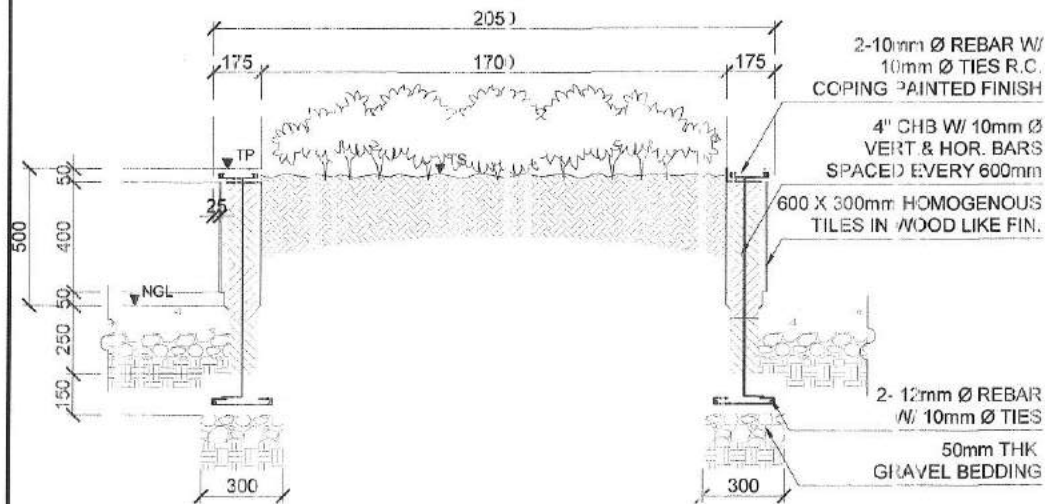 2050
175
1700
175
TP
TS
50
25
400
500
50
NGL
250
150
300
300
2-10mm Ø REBAR W/
10mm Ø TIES R.C.
COPING PAINTED FINISH
4" CHB W/ 10mm Ø
VERT.& HOR. BARS
SPACED EVERY 600mm
600 X 300mm HOMOGENOUS
TILES IN WOOD LIKE FIN.
2- 12mm Ø REBAR
W/ 10mm Ø TIES
50mm THK
GRAVEL BEDDING